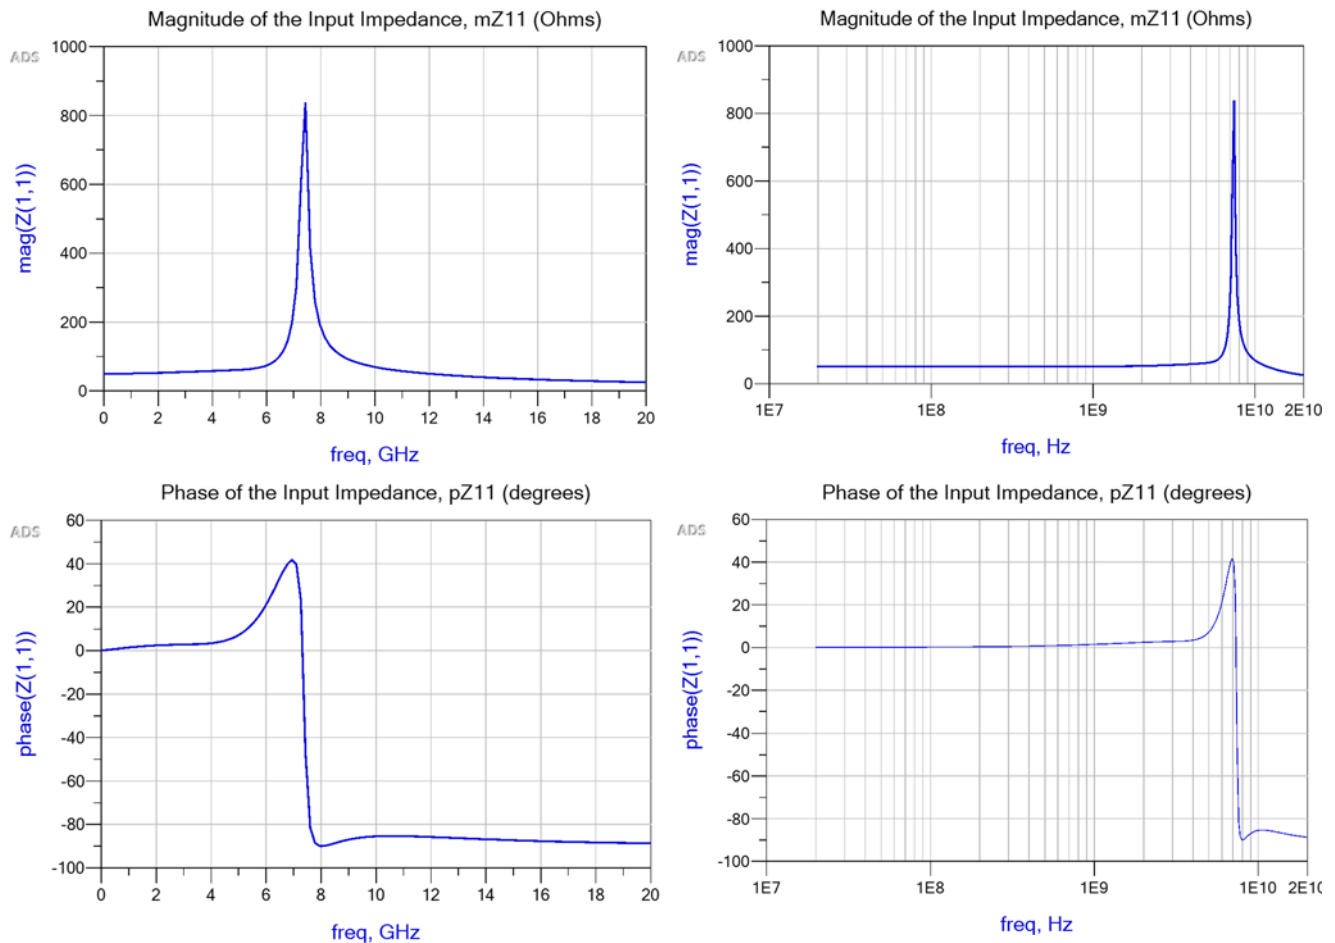 Magnitude of the Input Impedance, mZ11 (Ohms)
ADS
mag(Z(1,1))
1000
800
600
400
200
0
0 2 4 6 8 10 12 14 16 18 20
freq, GHz
Magnitude of the Input Impedance, mZ11 (Ohms)
ADS
mag(Z(1,1))
1000
800
600
400
200
0
1E7 1E8 1E9 1E10 2E10
freq, Hz
Phase of the Input Impedance, pZ11 (degrees)
ADS
phase(Z(1,1))
60
40
20
0
-20
-40
-60
-80
-100
0 2 4 6 8 10 12 14 16 18 20
freq, GHz
Phase of the Input Impedance, pZ11 (degrees)
ADS
phase(Z(1,1))
60
40
20
0
-20
-40
-60
-80
-100
1E7 1E8 1E9 1E10 2E10
freq, Hz